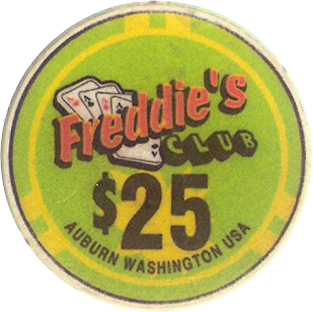 Freddie's
CLUB
$25
AUBURN WASHINGTON USA